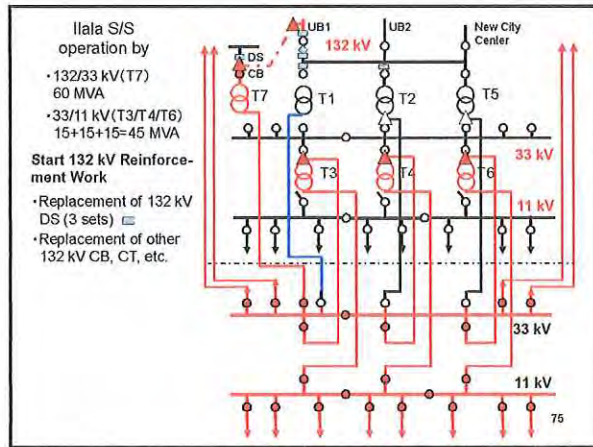 Ilala S/S
operation by
・132/33 kV(T7)
60 MVA
・33/11 kV(T3/T4/T6)
15+15+15=45 MVA
Start 132 kV Reinforce-
ment Work
・Replacement of 132 kV
DS (3 sets)
・Replacement of other
132 kV CB, CT, etc.
UB1
132 kV
UB2
New City
Center
DS
CB
T7
T1
T2
T5
33 kV
T3
T4
T6
11 kV
33 kV
11 kV
75